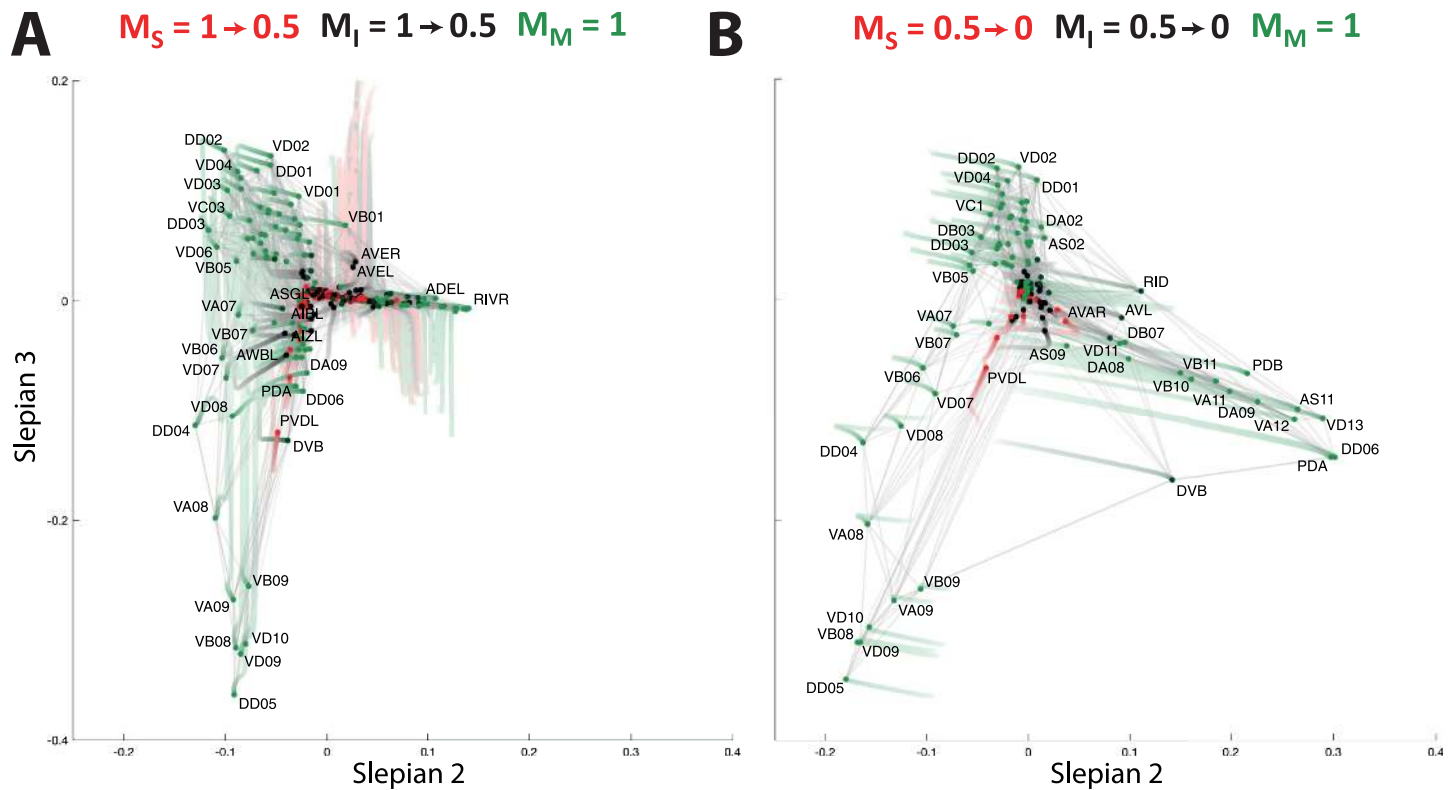 A M_S = 1→0.5 M_I = 1→0.5 M_M = 1
B M_S = 0.5→0 M_I = 0.5→0 M_M = 1
0.2
0
-0.2
-0.4
Slepian 3
DD02
VD02
VD04
DD01
VD03
VD01
VC03
VB01
DD03
VD06
AVER
VB05
AVEL
ASGL
ADEL
RIVR
VA07
AIBL
VB07
AIZL
VB06
AWBL
DA09
VD07
PDA
DD06
VD08
PVDL
DD04
DVB
VA08
VB09
VA09
VB08
VD10
VD09
DD05
-0.2 -0.1 0 0.1 0.2 0.3 0.4
Slepian 2
DD02
VD02
VD04
DD01
VC1
DA02
DB03
AS02
DD03
VB05
RID
VA07
AVAR
AVL
VB07
DB07
AS09
VD11
DA08
VB11
PDB
VB06
PVDL
VB10
VD07
VA11
AS11
DA09
VD08
VA12
VD13
DD04
DD06
PDA
DVB
VA08
VB09
VA09
VD10
VB08
VD09
DD05
-0.2 -0.1 0 0.1 0.2 0.3 0.4
Slepian 2